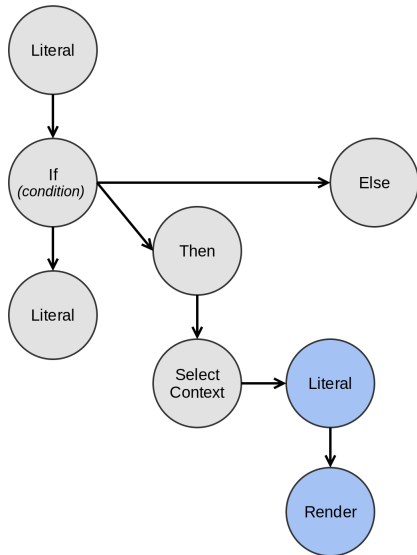 Literal
If
(condition)
Else
Then
Literal
Select
Context
Literal
Render